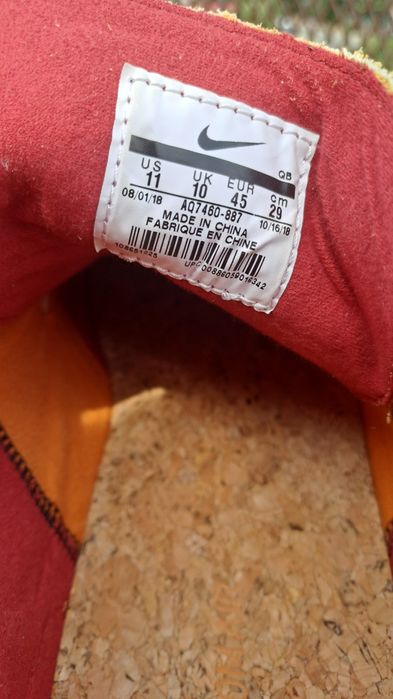 QB
US UK EUR cm
11 10 45 29
08/01/18 AQ7460-887 10/16/18
MADE IN CHINA
FABRIQUE EN CHINE